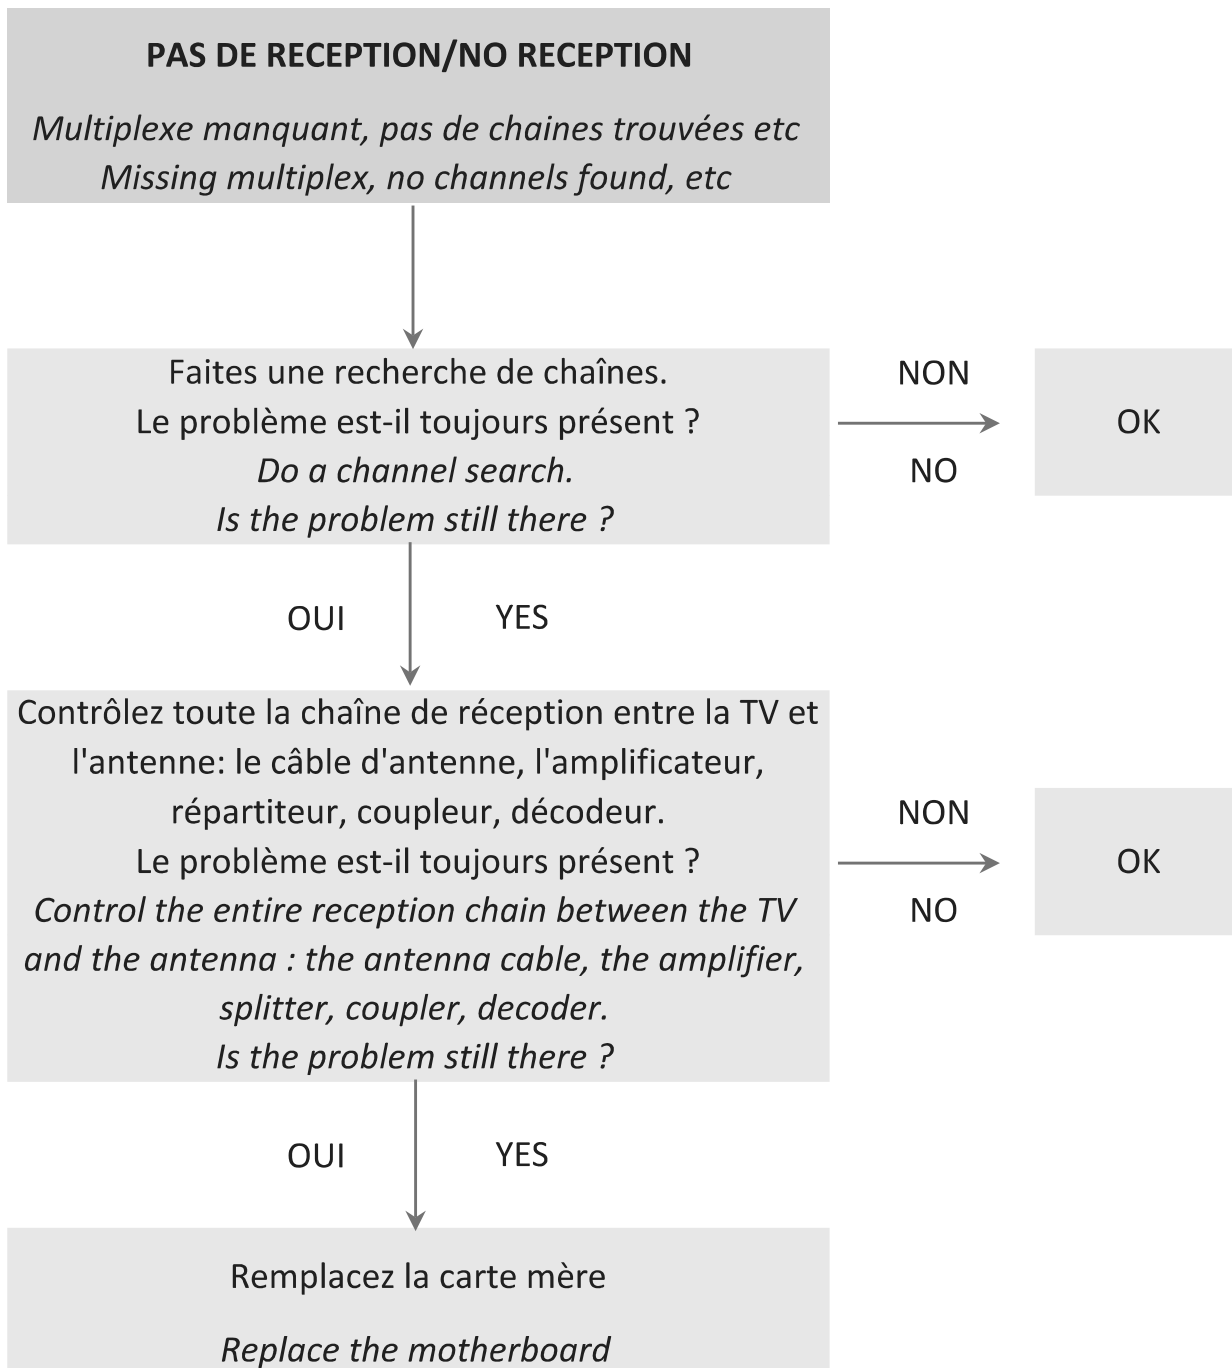 PAS DE RECEPTION/NO RECEPTION
Multiplexe manquant, pas de chaines trouvées etc
Missing multiplex, no channels found, etc
Faites une recherche de chaînes.
Le problème est-il toujours présent ?
Do a channel search.
Is the problem still there ?
NON
NO
OK
OUI
YES
Contrôlez toute la chaîne de réception entre la TV et
l'antenne: le câble d'antenne, l'amplificateur,
répartiteur, coupleur, décodeur.
Le problème est-il toujours présent ?
Control the entire reception chain between the TV
and the antenna : the antenna cable, the amplifier,
splitter, coupler, decoder.
Is the problem still there ?
NON
NO
OK
OUI
YES
Remplacez la carte mère
Replace the motherboard